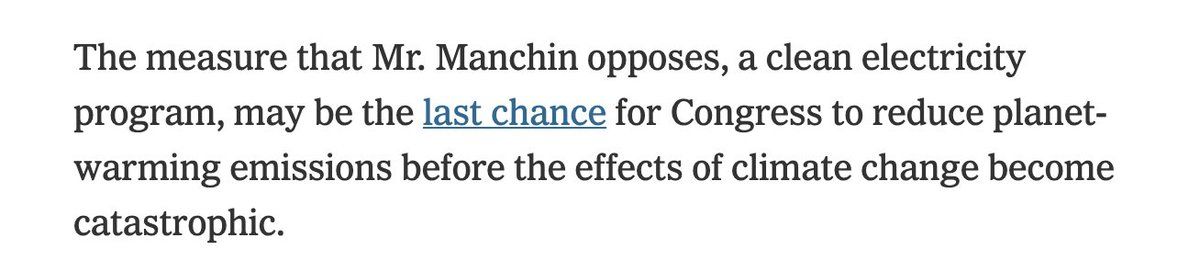 The measure that Mr. Manchin opposes, a clean electricity
program, may be the last chance for Congress to reduce planet-
warming emissions before the effects of climate change become
catastrophic.